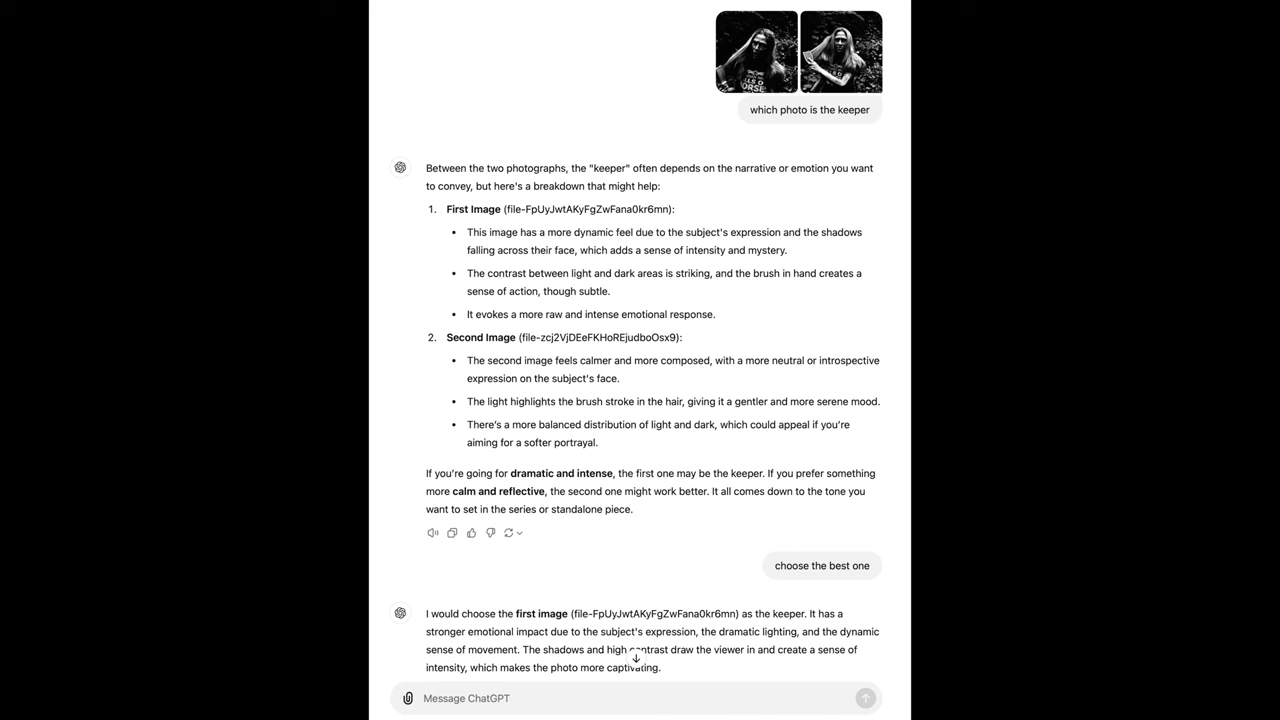 LLS O
ORSE
which photo is the keeper
Between the two photographs, the "keeper" often depends on the narrative or emotion you want
to convey, but here's a breakdown that might help:
1. First Image (file-FpUyJwtAKyFgZwFana0kr6mn):
• This image has a more dynamic feel due to the subject's expression and the shadows
falling across their face, which adds a sense of intensity and mystery.
• The contrast between light and dark areas is striking, and the brush in hand creates a
sense of action, though subtle.
• It evokes a more raw and intense emotional response.
2. Second Image (file-zcj2VjDEeFKHoREjudboOsx9):
• The second image feels calmer and more composed, with a more neutral or introspective
expression on the subject's face.
• The light highlights the brush stroke in the hair, giving it a gentler and more serene mood.
• There's a more balanced distribution of light and dark, which could appeal if you're
aiming for a softer portrayal.
If you're going for dramatic and intense, the first one may be the keeper. If you prefer something
more calm and reflective, the second one might work better. It all comes down to the tone you
want to set in the series or standalone piece.
choose the best one
I would choose the first image (file-FpUyJwtAKyFgZwFana0kr6mn) as the keeper. It has a
stronger emotional impact due to the subject's expression, the dramatic lighting, and the dynamic
sense of movement. The shadows and high contrast draw the viewer in and create a sense of
intensity, which makes the photo more captivating.
Message ChatGPT